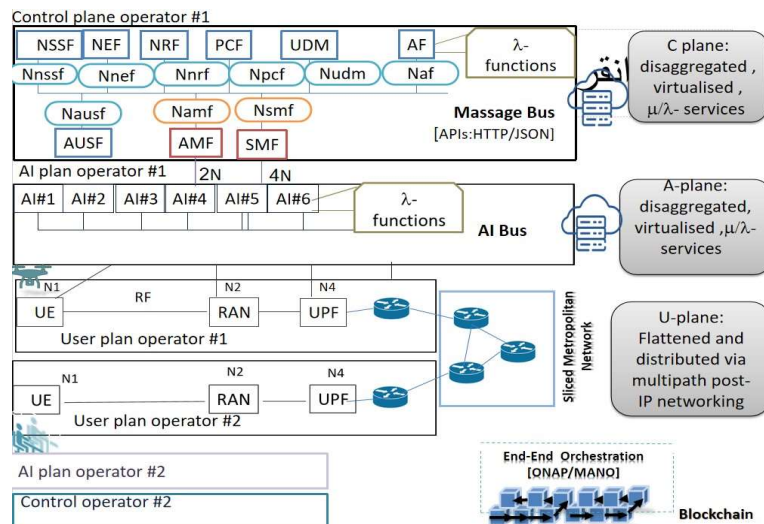 Control plane operator #1
NSSF NEF NRF PCF UDM AF
λ-
functions
Nnssf Nnef Nnrf Npcf Nudm Naf
Nausf Namf Nsmf
AUSF AMF SMF
Massage Bus
[APIs:HTTP/JSON]
C plane:
disaggregated ,
virtualised ,
μ/λ- services
AI plan operator #1
2N 4N
AI#1 AI#2 AI#3 AI#4 AI#5 AI#6
λ-
functions
AI Bus
A-plane:
disaggregated,
virtualised ,μ/λ-
services
N1 N2 N4
RF
UE RAN UPF
User plan operator #1
N1 N2 N4
UE RAN UPF
User plan operator #2
Sliced Metropolitan
Network
U-plane:
Flattened and
distributed via
multipath post-
IP networking
AI plan operator #2
Control operator #2
End-End Orchestration
[ONAP/MANO]
Blockchain